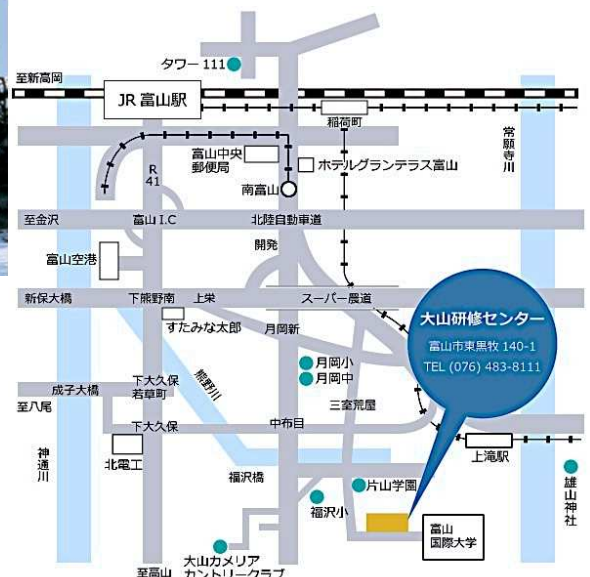 タワー 111
至新高岡
JR 富山駅
稲荷町
常願寺川
富山中央
郵便局
ホテルグランテラス富山
R
41
南富山
至金沢
富山 I.C
北陸自動車道
開発
富山空港
新保大橋
下熊野南
上栄
スーパー農道
すたみな太郎
月岡新
大山研修センター
富山市東黒牧 140-1
TEL (076) 483-8111
月岡小
月岡中
熊野川
下大久保
若草町
成子大橋
至八尾
三室荒屋
下大久保
中布目
神通川
北電工
上滝駅
福沢橋
片山学園
雄山神社
福沢小
富山
国際大学
大山カメリア
カントリークラブ
至高山